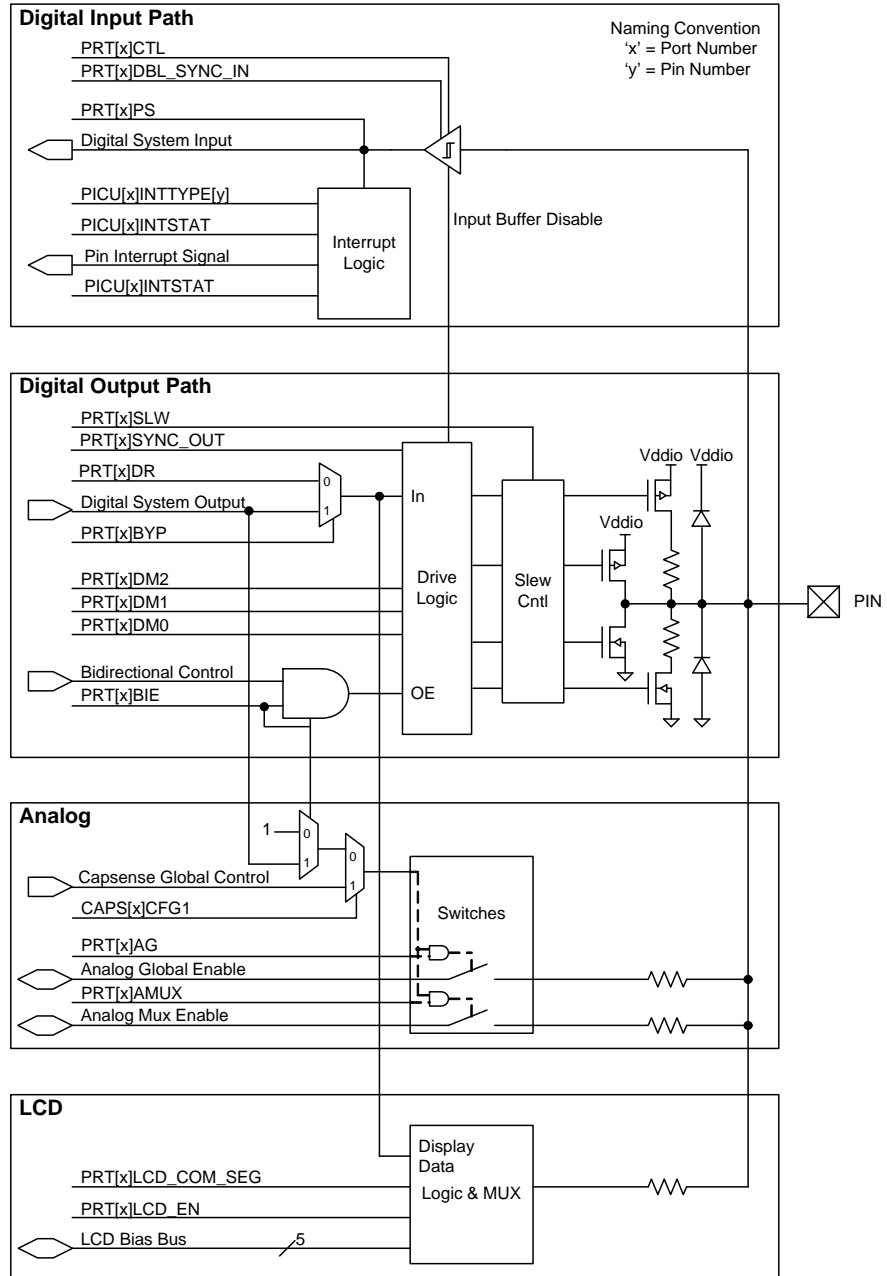 Digital Input Path
Naming Convention
'x' = Port Number
'y' = Pin Number
PRT[x]CTL
PRT[x]DBL_SYNC_IN
PRT[x]PS
Digital System Input
PICU[x]INTTYPE[y]
PICU[x]INTSTAT
Pin Interrupt Signal
PICU[x]INTSTAT
Interrupt
Logic
Input Buffer Disable
Digital Output Path
PRT[x]SLW
PRT[x]SYNC_OUT
PRT[x]DR
Digital System Output
PRT[x]BYP
0
1
PRT[x]DM2
PRT[x]DM1
PRT[x]DM0
Bidirectional Control
PRT[x]BIE
In
Drive
Logic
OE
Slew
Cntl
Vddio Vddio
Vddio
PIN
Analog
1
0
1
0
1
Capsense Global Control
CAPS[x]CFG1
PRT[x]AG
Analog Global Enable
PRT[x]AMUX
Analog Mux Enable
Switches
LCD
PRT[x]LCD_COM_SEG
PRT[x]LCD_EN
LCD Bias Bus
5
Display
Data
Logic & MUX